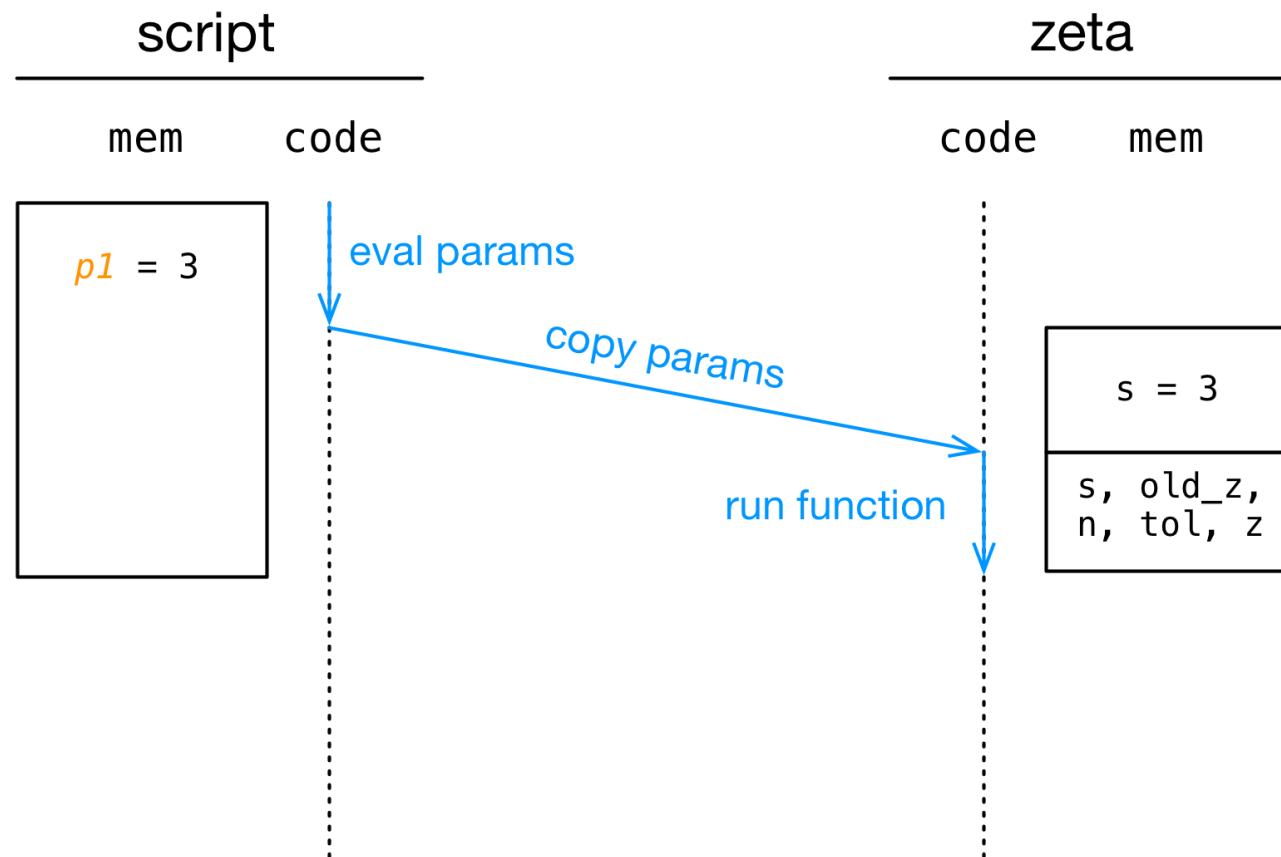 script
zeta
mem
code
code
mem
p1 = 3
eval params
copy params
s = 3
run function
s, old_z,
n, tol, z